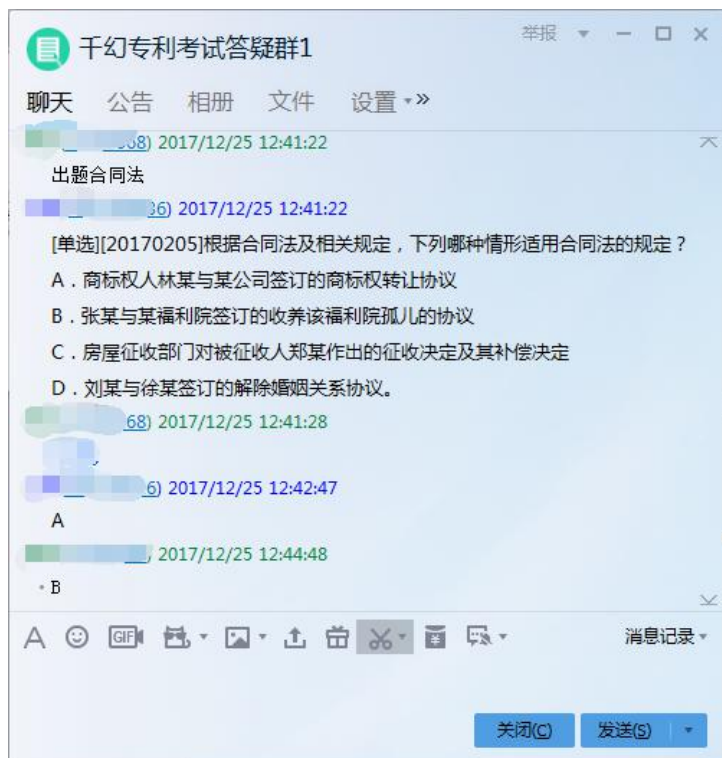 千幻专利考试答疑群1
举报
聊天 公告 相册 文件 设置
68) 2017/12/25 12:41:22
出题合同法
36) 2017/12/25 12:41:22
[单选][20170205]根据合同法及相关规定，下列哪种情形适用合同法的规定？
A．商标权人林某与某公司签订的商标权转让协议
B．张某与某福利院签订的收养该福利院孤儿的协议
C．房屋征收部门对被征收人郑某作出的征收决定及其补偿决定
D．刘某与徐某签订的解除婚姻关系协议。
68) 2017/12/25 12:41:28
6) 2017/12/25 12:42:47
A
2017/12/25 12:44:48
B
GIF
消息记录
关闭(C) 发送(S)